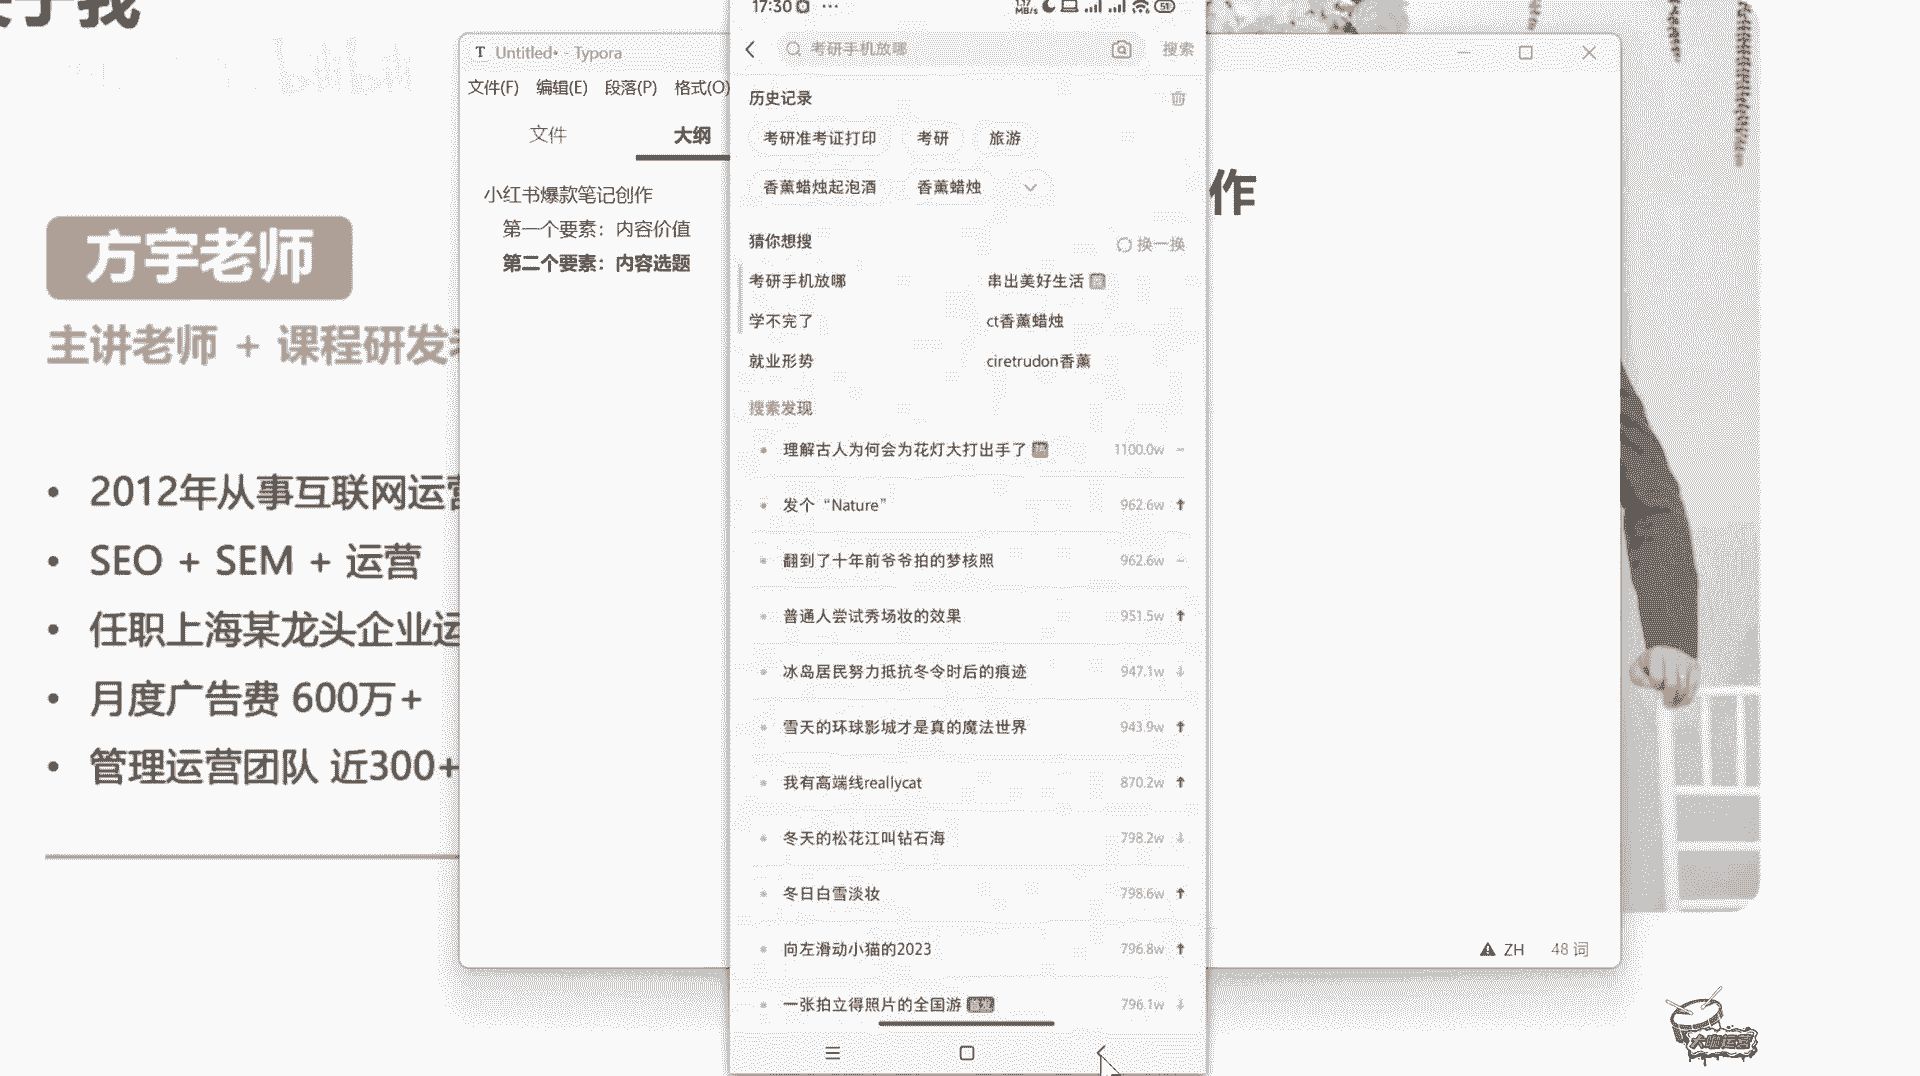 关于我
bilibili
方宇老师
主讲老师 + 课程研发
• 2012年从事互联网运营
• SEO + SEM + 运营
• 任职上海某龙头企业运
• 月度广告费 600万+
• 管理运营团队 近300+
T Untitled• - Typora
文件(F) 编辑(E) 段落(P) 格式(O)
文件 大纲
小红书爆款笔记创作
第一个要素：内容价值
第二个要素：内容选题
作
ZH 48 词
17:30 ···
1.17 MB/s 51
考研手机放哪 搜索
历史记录
考研准考证打印 考研 旅游
香薰蜡烛起泡酒 香薰蜡烛
猜你想搜 换一换
考研手机放哪 串出美好生活
学不完了 ct香薰蜡烛
就业形势 ciretrudon香薰
搜索发现
理解古人为何会为花灯大打出手了 热 1100.0w
发个“Nature” 962.6w
翻到了十年前爷爷拍的梦核照 962.6w
普通人尝试秀场妆的效果 951.5w
冰岛居民努力抵抗冬令时后的痕迹 947.1w
雪天的环球影城才是真的魔法世界 943.9w
我有高端线reallycat 870.2w
冬天的松花江叫钻石海 798.2w
冬日白雪淡妆 798.6w
向左滑动小猫的2023 796.8w
一张拍立得照片的全国游 首发 796.1w
大咖运营